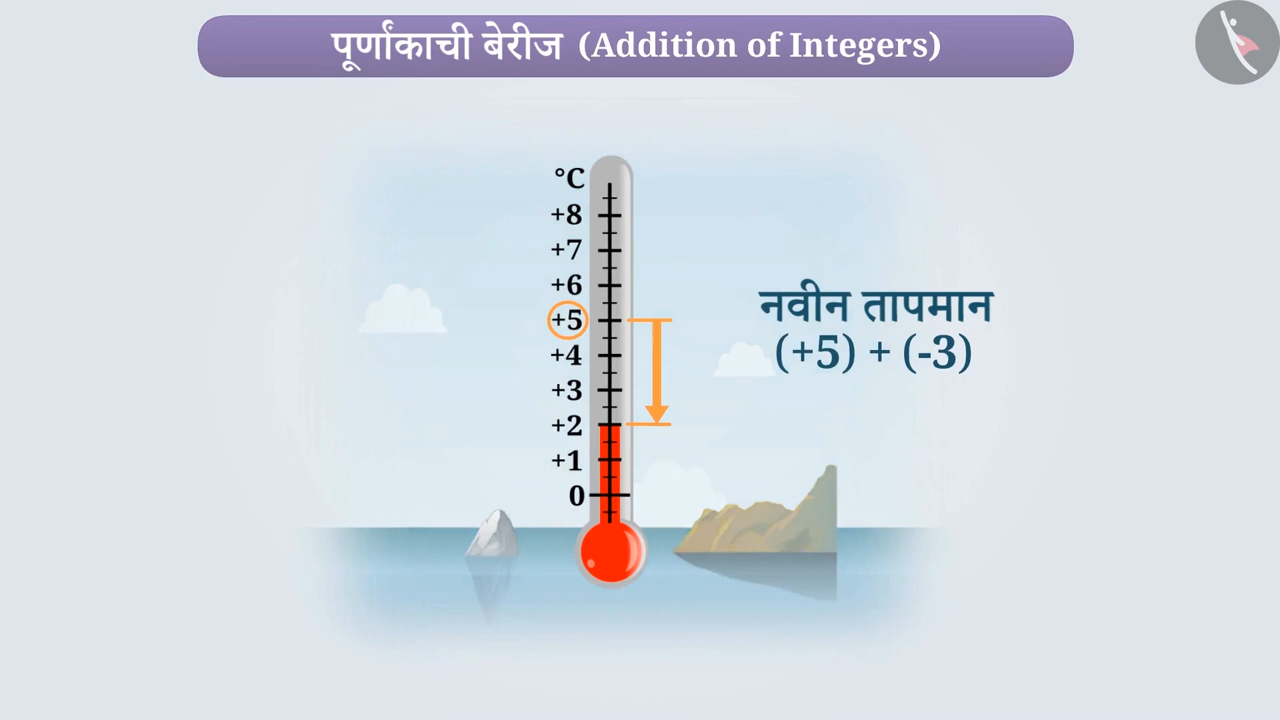 पूर्णांकाची बेरीज (Addition of Integers)
°C
+8
+7
+6
+5
+4
+3
+2
+1
0
नवीन तापमान
(+5) + (-3)